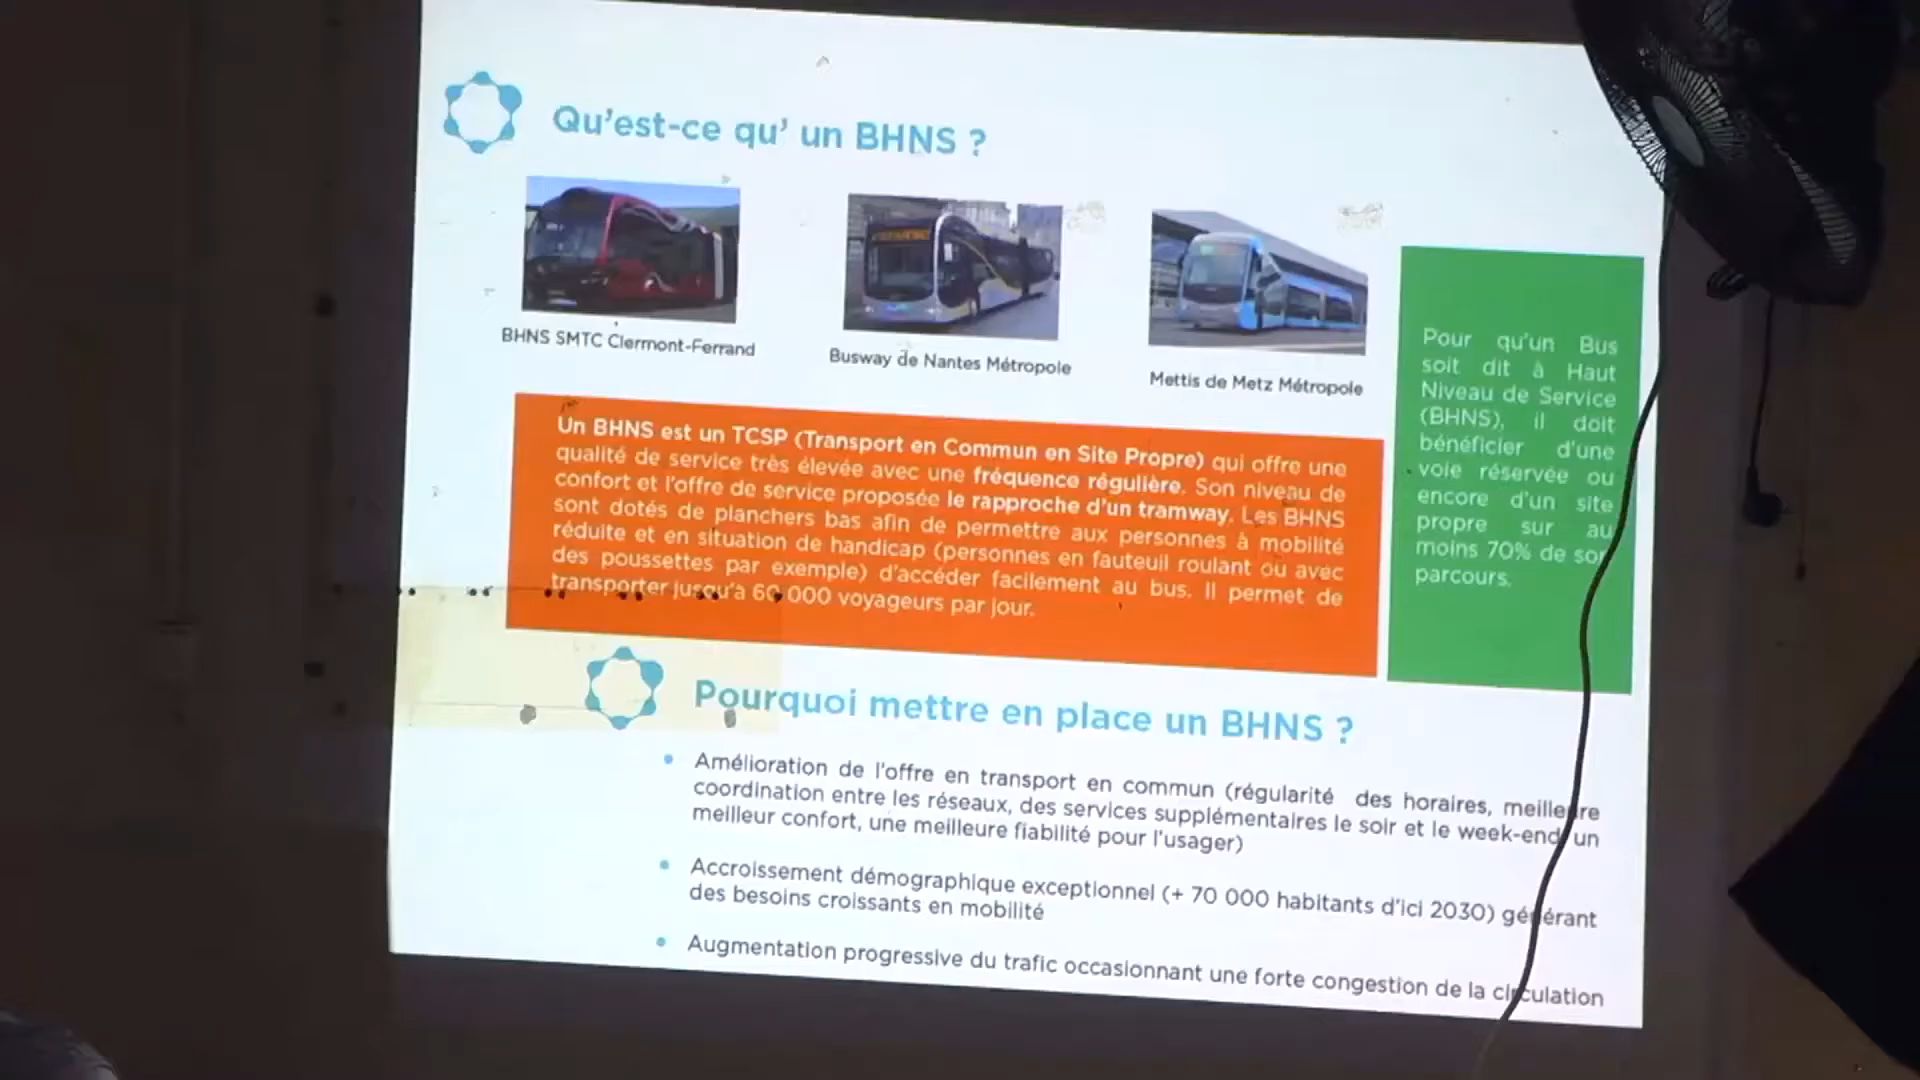 Qu'est-ce qu' un BHNS ?
BHNS SMTC Clermont-Ferrand
Busway de Nantes Métropole
Mettis de Metz Métropole
Un BHNS est un TCSP (Transport en Commun en Site Propre) qui offre une
qualité de service très élevée avec une fréquence régulière. Son niveau de
confort et l'offre de service proposée le rapproche d'un tramway. Les BHNS
sont dotés de planchers bas afin de permettre aux personnes à mobilité
réduite et en situation de handicap (personnes en fauteuil roulant ou avec
des poussettes par exemple) d'accéder facilement au bus. Il permet de
transporter jusqu'à 60 000 voyageurs par jour.
Pour qu'un Bus
soit dit à Haut
Niveau de Service
(BHNS), il doit
bénéficier d'une
voie réservée ou
encore d'un site
propre sur au
moins 70% de son
parcours.
Pourquoi mettre en place un BHNS ?
Amélioration de l'offre en transport en commun (régularité des horaires, meilleure
coordination entre les réseaux, des services supplémentaires le soir et le week-end, un
meilleur confort, une meilleure fiabilité pour l'usager)
Accroissement démographique exceptionnel (+ 70 000 habitants d'ici 2030) générant
des besoins croissants en mobilité
Augmentation progressive du trafic occasionnant une forte congestion de la circulation